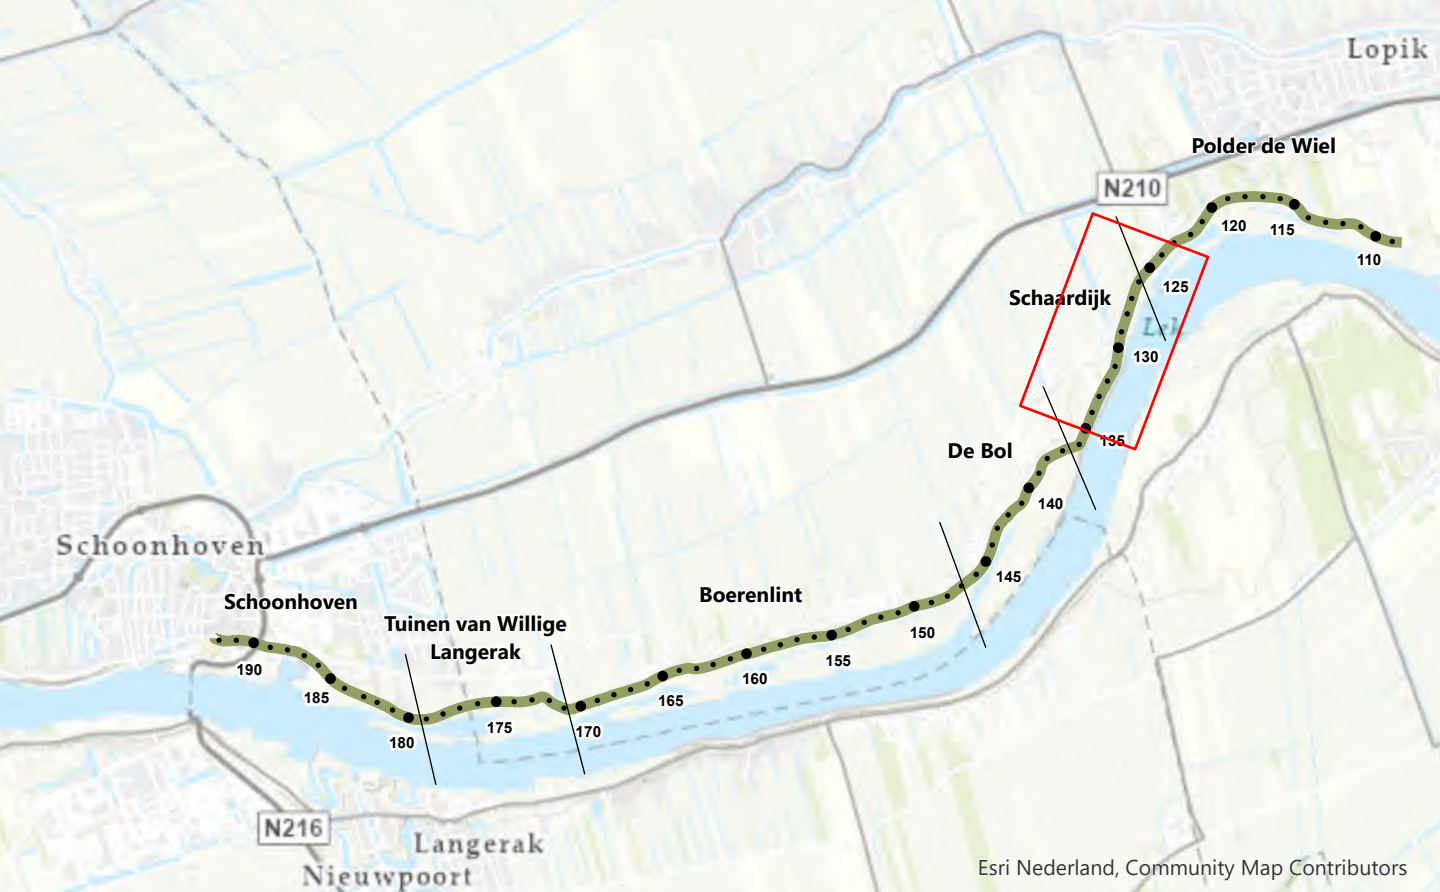 Lopik
Polder de Wiel
N210
120
115
110
125
Schaardijk
Lek
130
135
De Bol
140
Schoonhoven
145
Boerenlint
Schoonhoven
150
Tuinen van Willige
Langerak
155
190
160
185
165
175
170
180
N216
Langerak
Nieuwpoort
Esri Nederland, Community Map Contributors